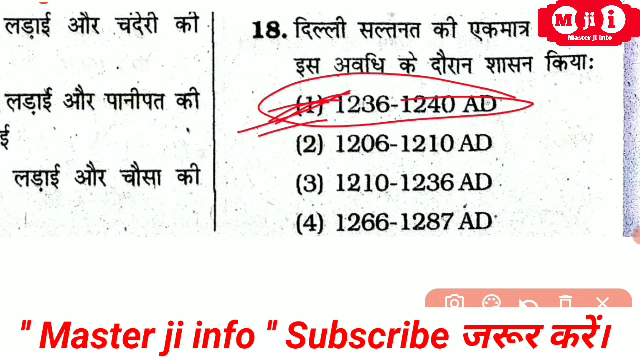 लड़ाई और चंदेरी की
लड़ाई और पानीपत की
ई
लड़ाई और चौसा की
18. दिल्ली सल्तनत की एकमात्र
इस अवधि के दौरान शासन किया:
(1) 1236-1240 AD
(2) 1206-1210 AD
(3) 1210-1236 AD
(4) 1266-1287 AD
M ji i
Master ji info
" Master ji info " Subscribe जरूर करें।